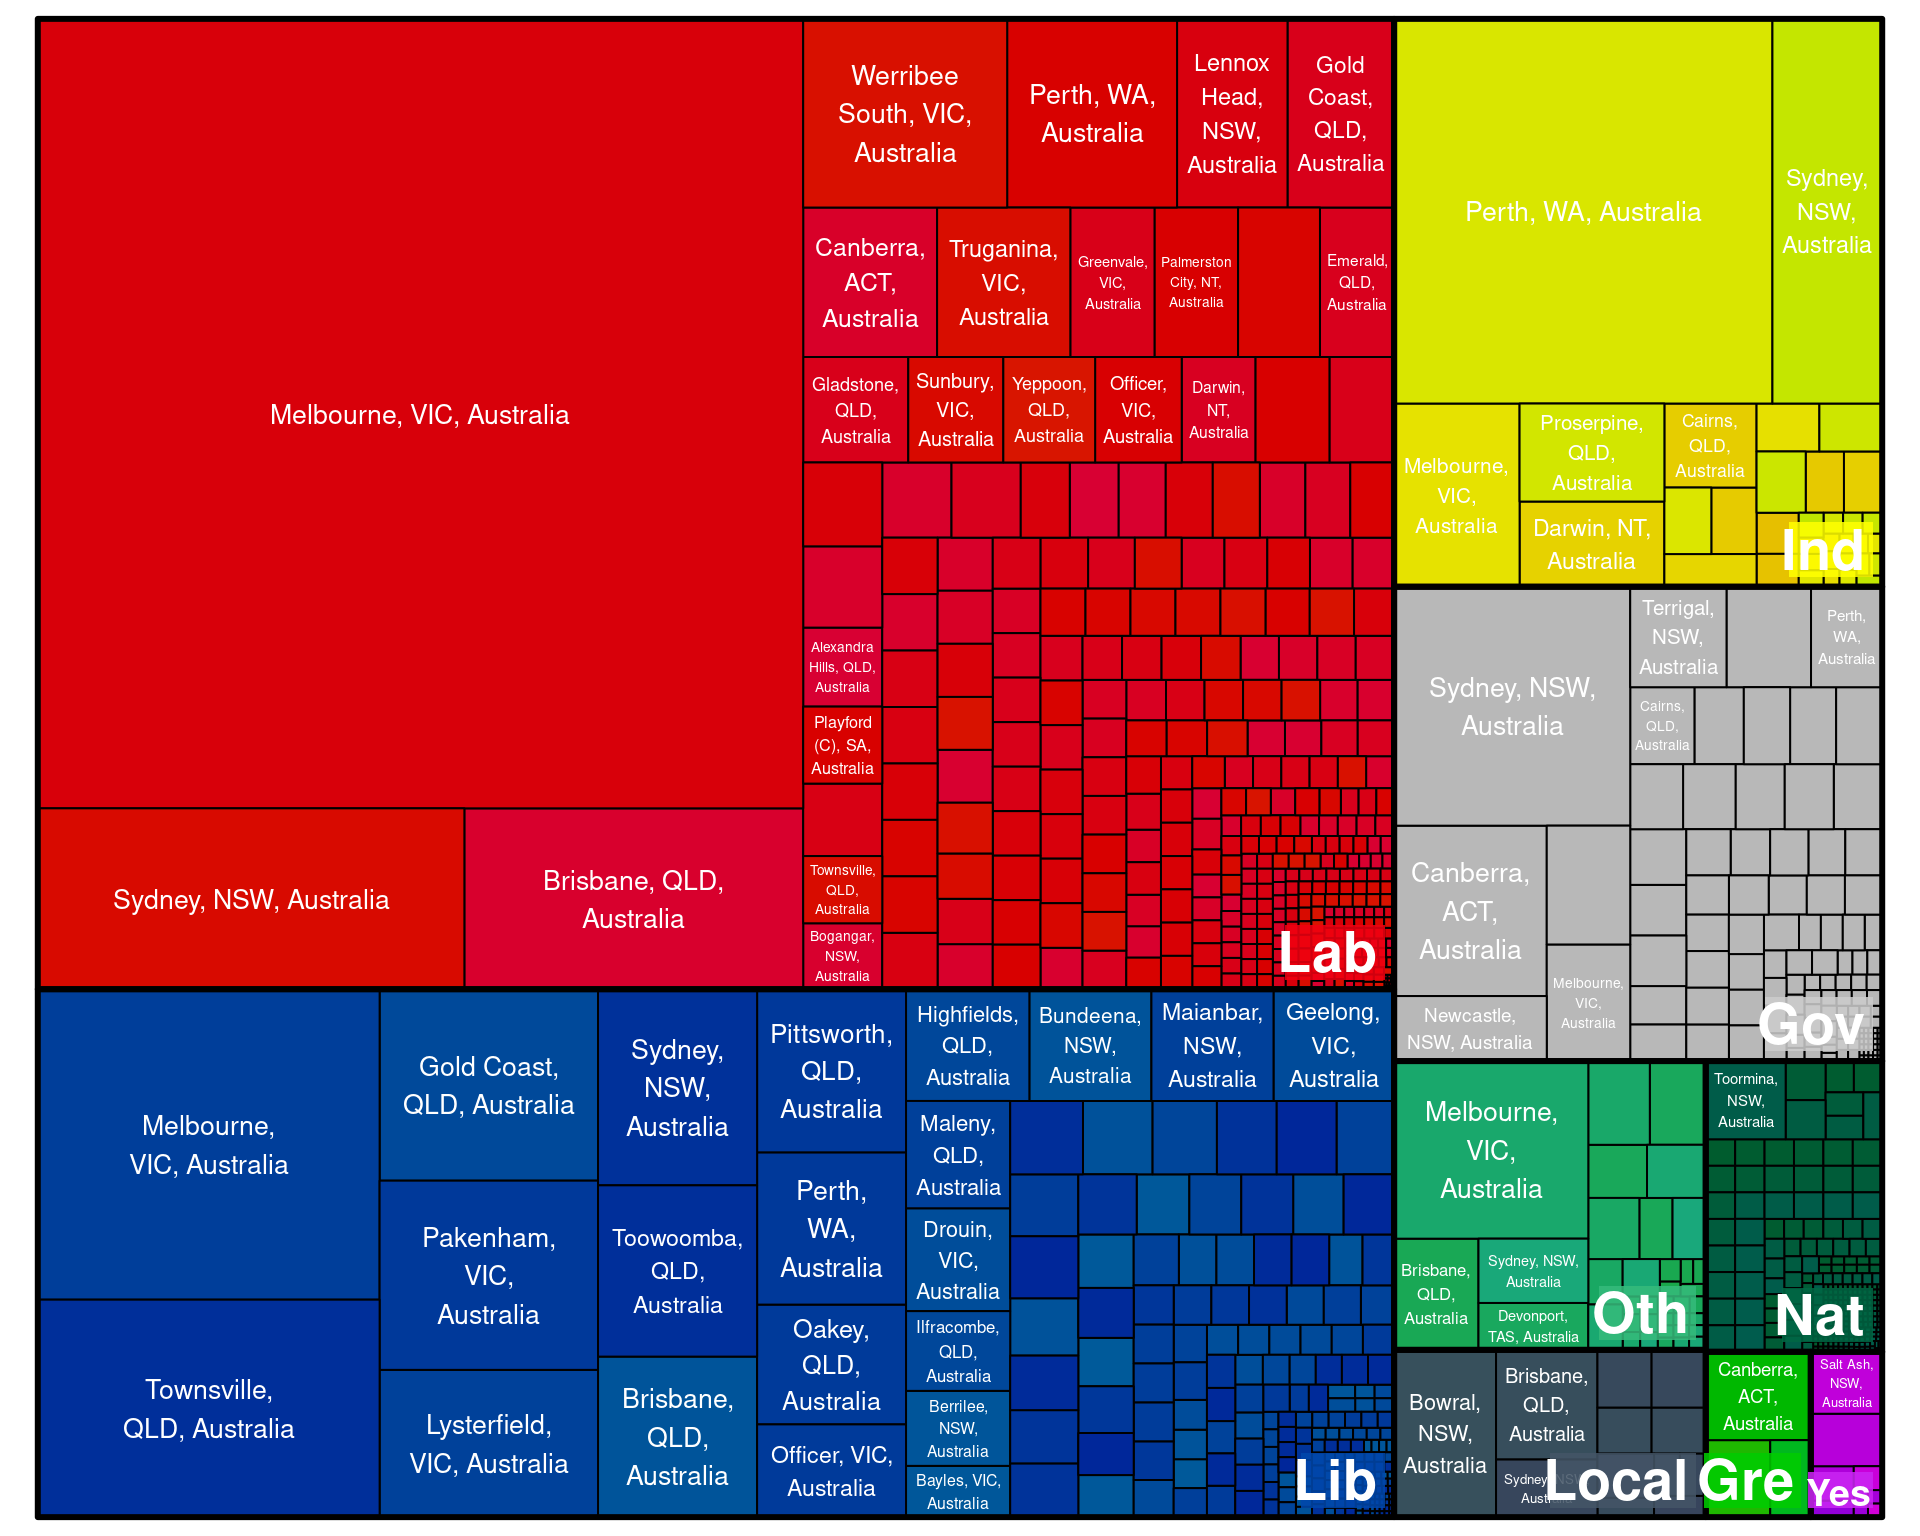 Melbourne, VIC, Australia
Sydney, NSW, Australia
Brisbane, QLD,
Australia
Werribee
South, VIC,
Australia
Perth, WA,
Australia
Lennox
Head,
NSW,
Australia
Gold
Coast,
QLD,
Australia
Canberra,
ACT,
Australia
Truganina,
VIC,
Australia
Greenvale,
VIC,
Australia
Palmerston
City, NT,
Australia
Emerald,
QLD,
Australia
Gladstone,
QLD,
Australia
Sunbury,
VIC,
Australia
Yeppoon,
QLD,
Australia
Officer,
VIC,
Australia
Darwin,
NT,
Australia
Alexandra
Hills, QLD,
Australia
Playford
(C), SA,
Australia
Townsville,
QLD,
Australia
Bogangar,
NSW,
Australia
Lab
Perth, WA, Australia
Sydney,
NSW,
Australia
Melbourne,
VIC,
Australia
Proserpine,
QLD,
Australia
Darwin, NT,
Australia
Cairns,
QLD,
Australia
Ind
Sydney, NSW,
Australia
Terrigal,
NSW,
Australia
Perth,
WA,
Australia
Cairns,
QLD,
Australia
Canberra,
ACT,
Australia
Newcastle,
NSW, Australia
Melbourne,
VIC,
Australia
Gov
Melbourne,
VIC, Australia
Townsville,
QLD, Australia
Gold Coast,
QLD, Australia
Pakenham,
VIC,
Australia
Lysterfield,
VIC, Australia
Sydney,
NSW,
Australia
Toowoomba,
QLD,
Australia
Brisbane,
QLD,
Australia
Pittsworth,
QLD,
Australia
Perth,
WA,
Australia
Oakey,
QLD,
Australia
Officer, VIC,
Australia
Highfields,
QLD,
Australia
Bundeena,
NSW,
Australia
Maianbar,
NSW,
Australia
Geelong,
VIC,
Australia
Maleny,
QLD,
Australia
Drouin,
VIC,
Australia
Ilfracombe,
QLD,
Australia
Berrilee,
NSW,
Australia
Bayles, VIC,
Australia
Lib
Melbourne,
VIC,
Australia
Brisbane,
QLD,
Australia
Sydney, NSW,
Australia
Devonport,
TAS, Australia
Oth
Toormina,
NSW,
Australia
Nat
Bowral,
NSW,
Australia
Brisbane,
QLD,
Australia
Sydney, NSW,
Australia
Local
Canberra,
ACT,
Australia
Gre
Salt Ash,
NSW,
Australia
Yes